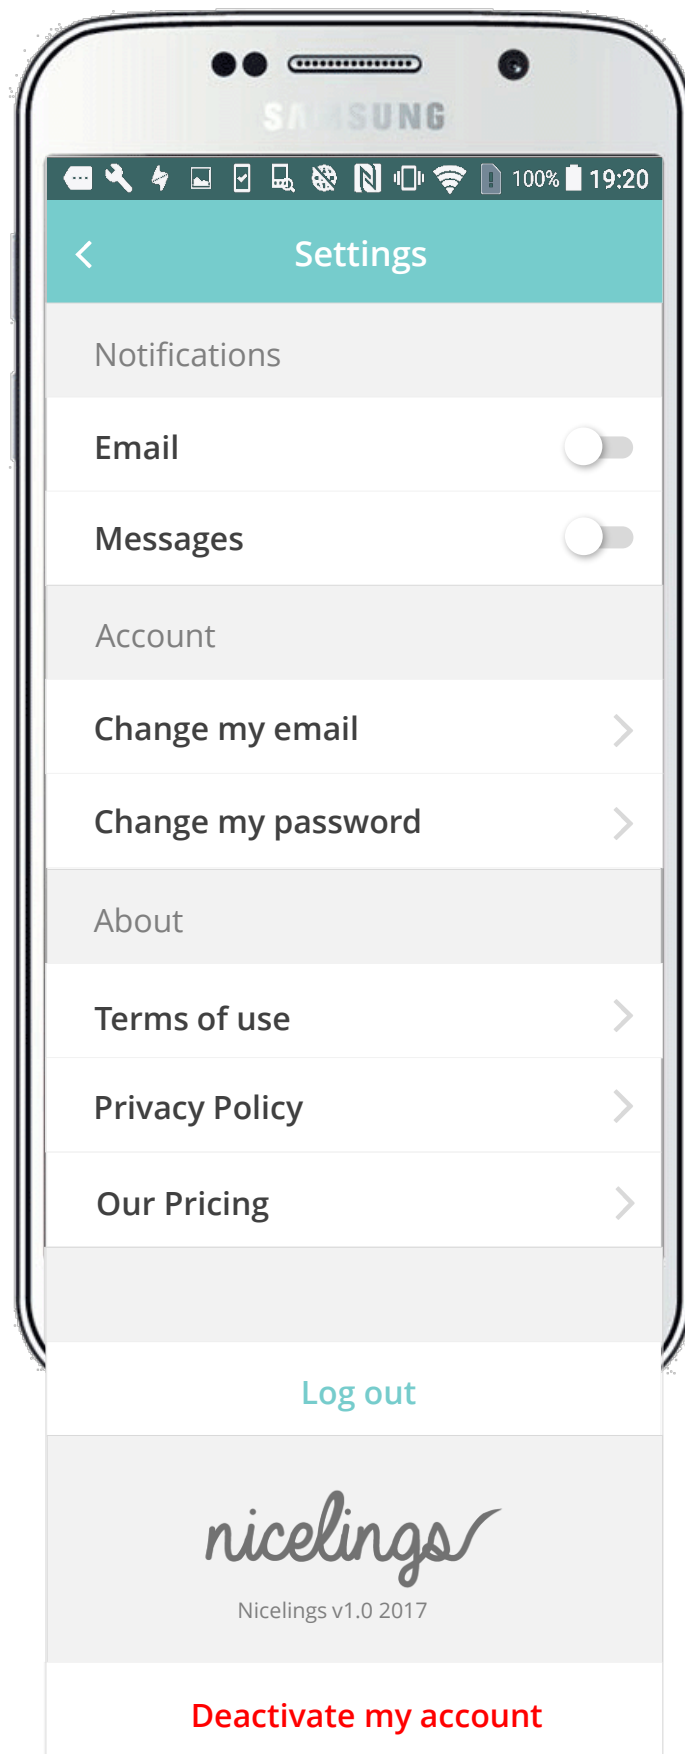 SAMSUNG
100% 19:20
Settings
Notifications
Email
Messages
Account
Change my email
Change my password
About
Terms of use
Privacy Policy
Our Pricing
Log out
nicelings
Nicelings v1.0 2017
Deactivate my account